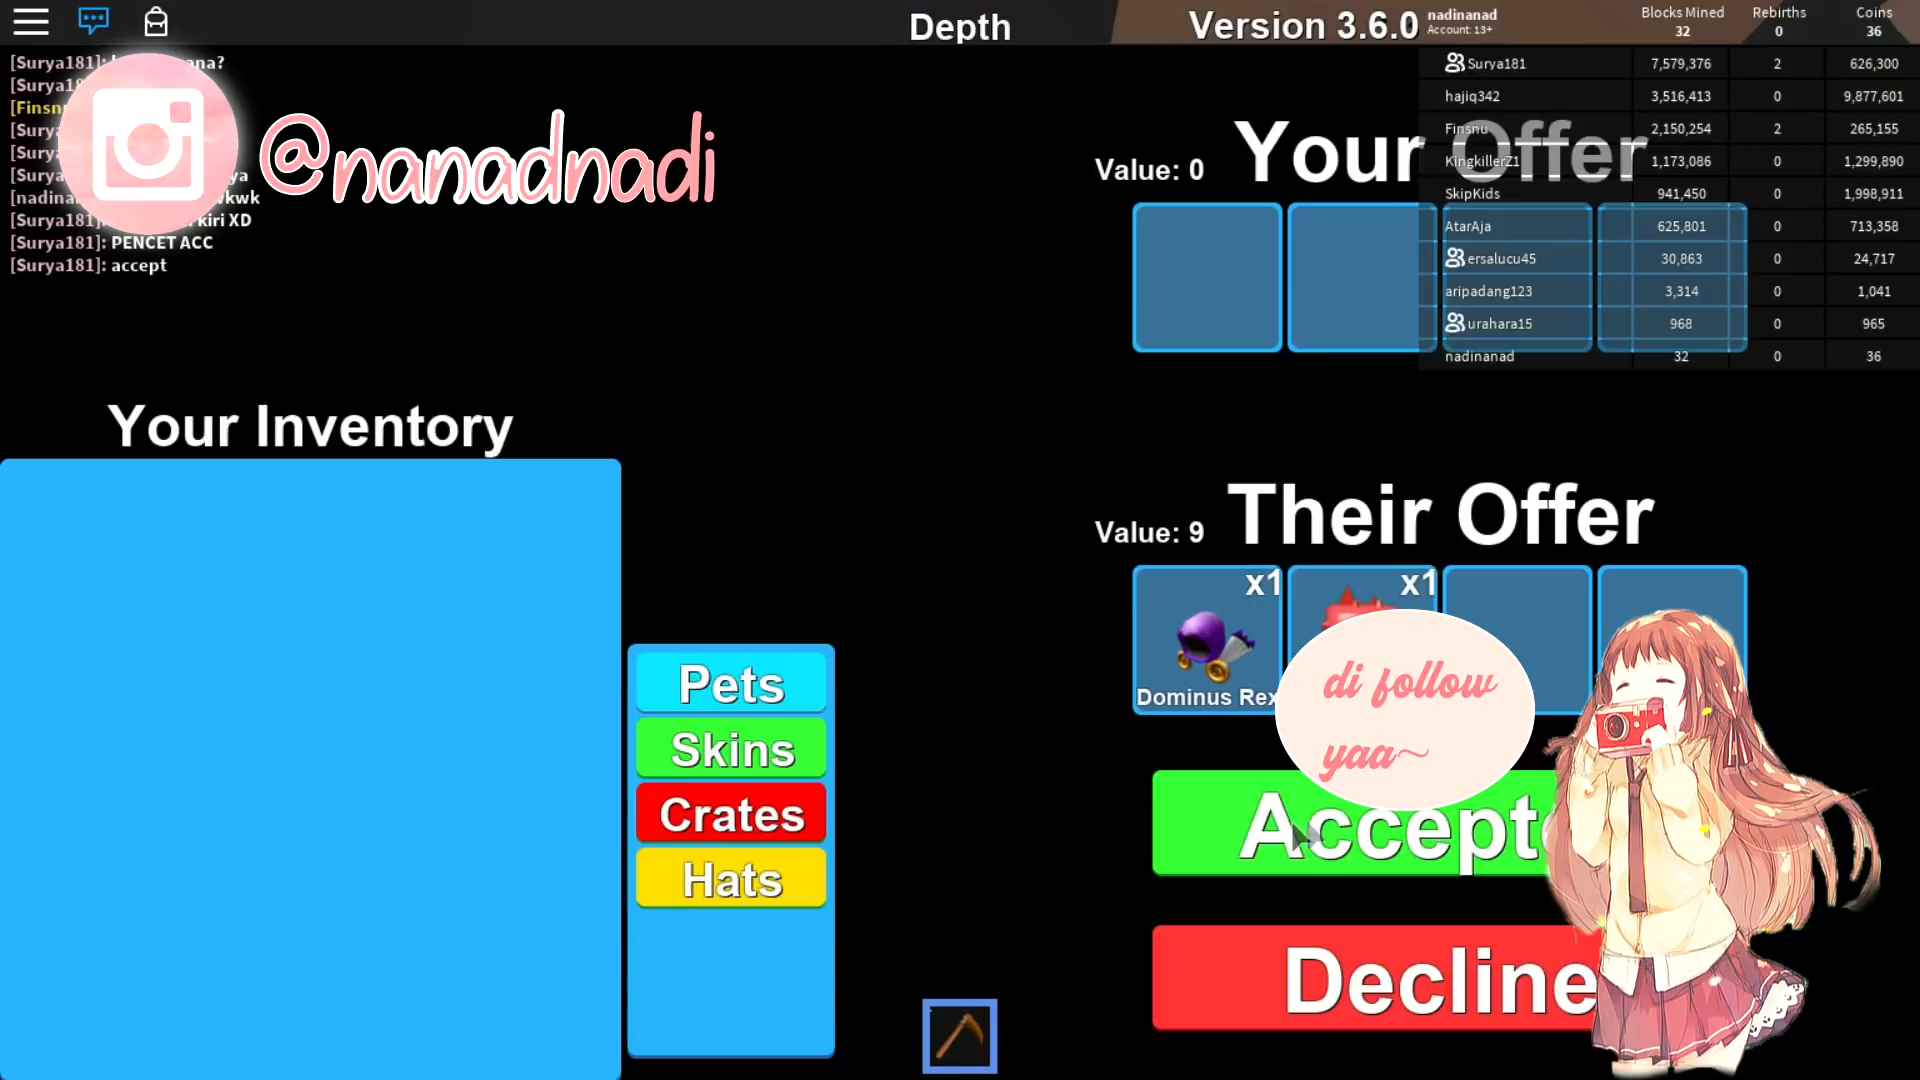 Depth
Version 3.6.0
nadinanad
Account: 13+
Blocks Mined
32
Rebirths
0
Coins
36
[Surya181]: ana?
[Finsnu
@nanadnadi
[Surya181]: kiri XD
[Surya181]: PENCET ACC
[Surya181]: accept
Surya181 7,579,376 2 626,300
hajiq342 3,516,413 0 9,877,601
Finsnu 2,150,254 2 265,155
KingkillerZ1 1,173,086 0 1,299,890
SkipKids 941,450 0 1,998,911
AtarAja 625,801 0 713,358
ersalucu45 30,863 0 24,717
aripadang123 3,314 0 1,041
urahara15 968 0 965
nadinanad 32 0 36
Value: 0 Your Offer
Your Inventory
Pets
Skins
Crates
Hats
Value: 9 Their Offer
x1
x1
Dominus Rex
di follow
yaa~
Accept
Decline